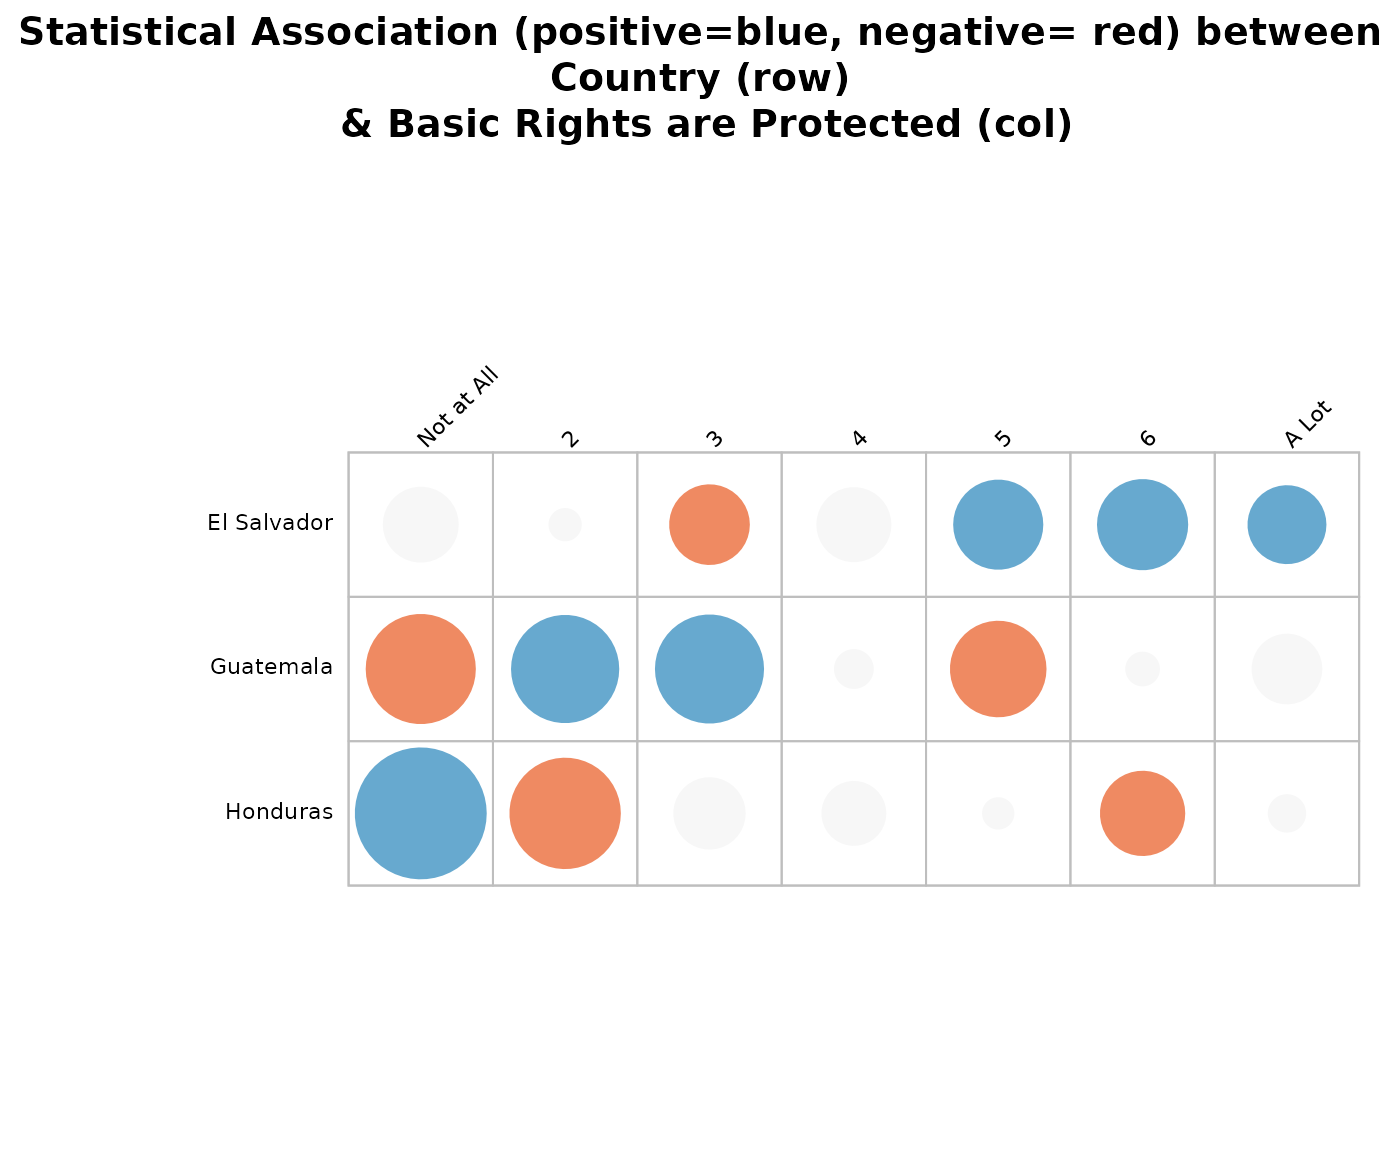 Statistical Association (positive=blue, negative= red) between
Country (row)
& Basic Rights are Protected (col)
Not at All
2
3
4
5
6
A Lot
El Salvador
Guatemala
Honduras